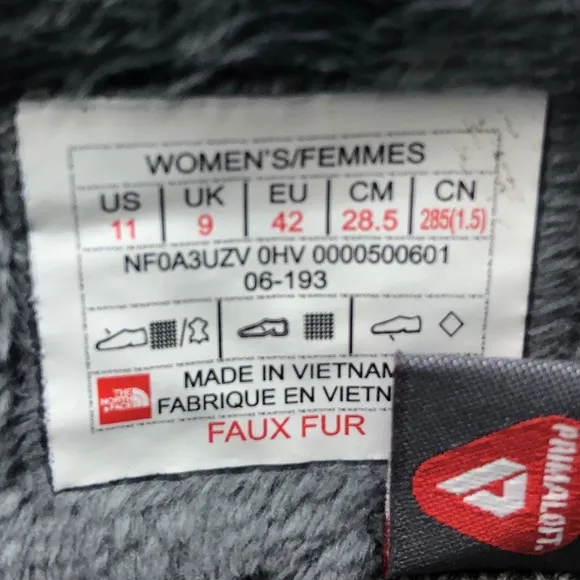 WOMEN'S/FEMMES
US UK EU CM CN
11 9 42 28.5 285(1.5)
NF0A3UZV 0HV 0000500601
06-193
MADE IN VIETNAM
FABRIQUE EN VIETN
FAUX FUR
THE
NORTH
FACE
PRIMALOFT.